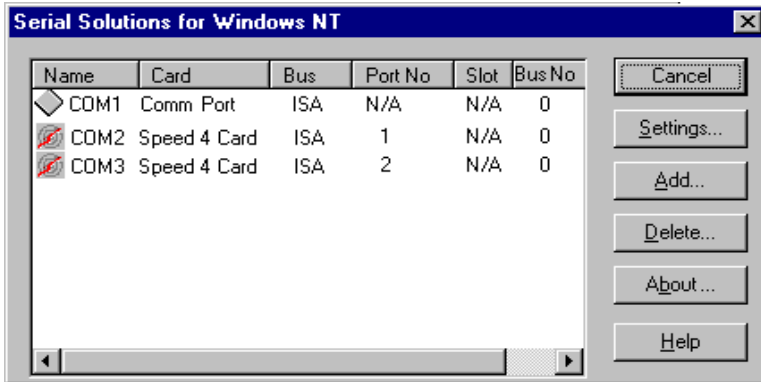 Serial Solutions for Windows NT
Name Card Bus Port No Slot Bus No
COM1 Comm Port ISA N/A N/A 0
COM2 Speed 4 Card ISA 1 N/A 0
COM3 Speed 4 Card ISA 2 N/A 0
Cancel
Settings...
Add...
Delete...
About...
Help